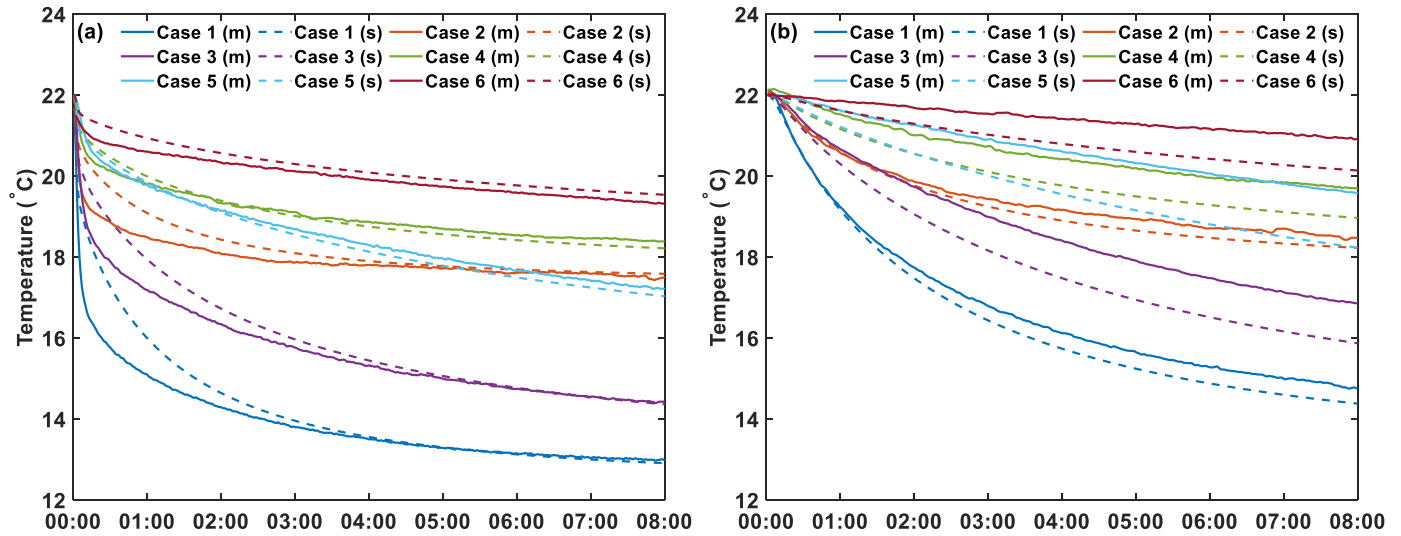 (a) Case 1 (m) Case 1 (s) Case 2 (m) Case 2 (s)
Case 3 (m) Case 3 (s) Case 4 (m) Case 4 (s)
Case 5 (m) Case 5 (s) Case 6 (m) Case 6 (s)
Temperature (°C)
24
22
20
18
16
14
12
00:00 01:00 02:00 03:00 04:00 05:00 06:00 07:00 08:00
(b) Case 1 (m) Case 1 (s) Case 2 (m) Case 2 (s)
Case 3 (m) Case 3 (s) Case 4 (m) Case 4 (s)
Case 5 (m) Case 5 (s) Case 6 (m) Case 6 (s)
Temperature (°C)
24
22
20
18
16
14
12
00:00 01:00 02:00 03:00 04:00 05:00 06:00 07:00 08:00